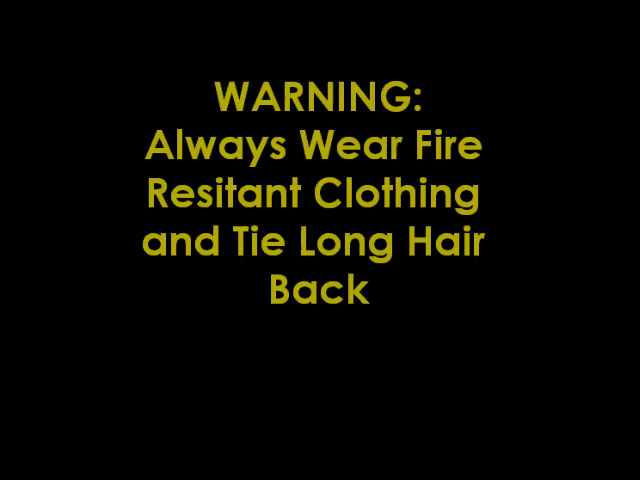 WARNING:
Always Wear Fire
Resitant Clothing
and Tie Long Hair
Back